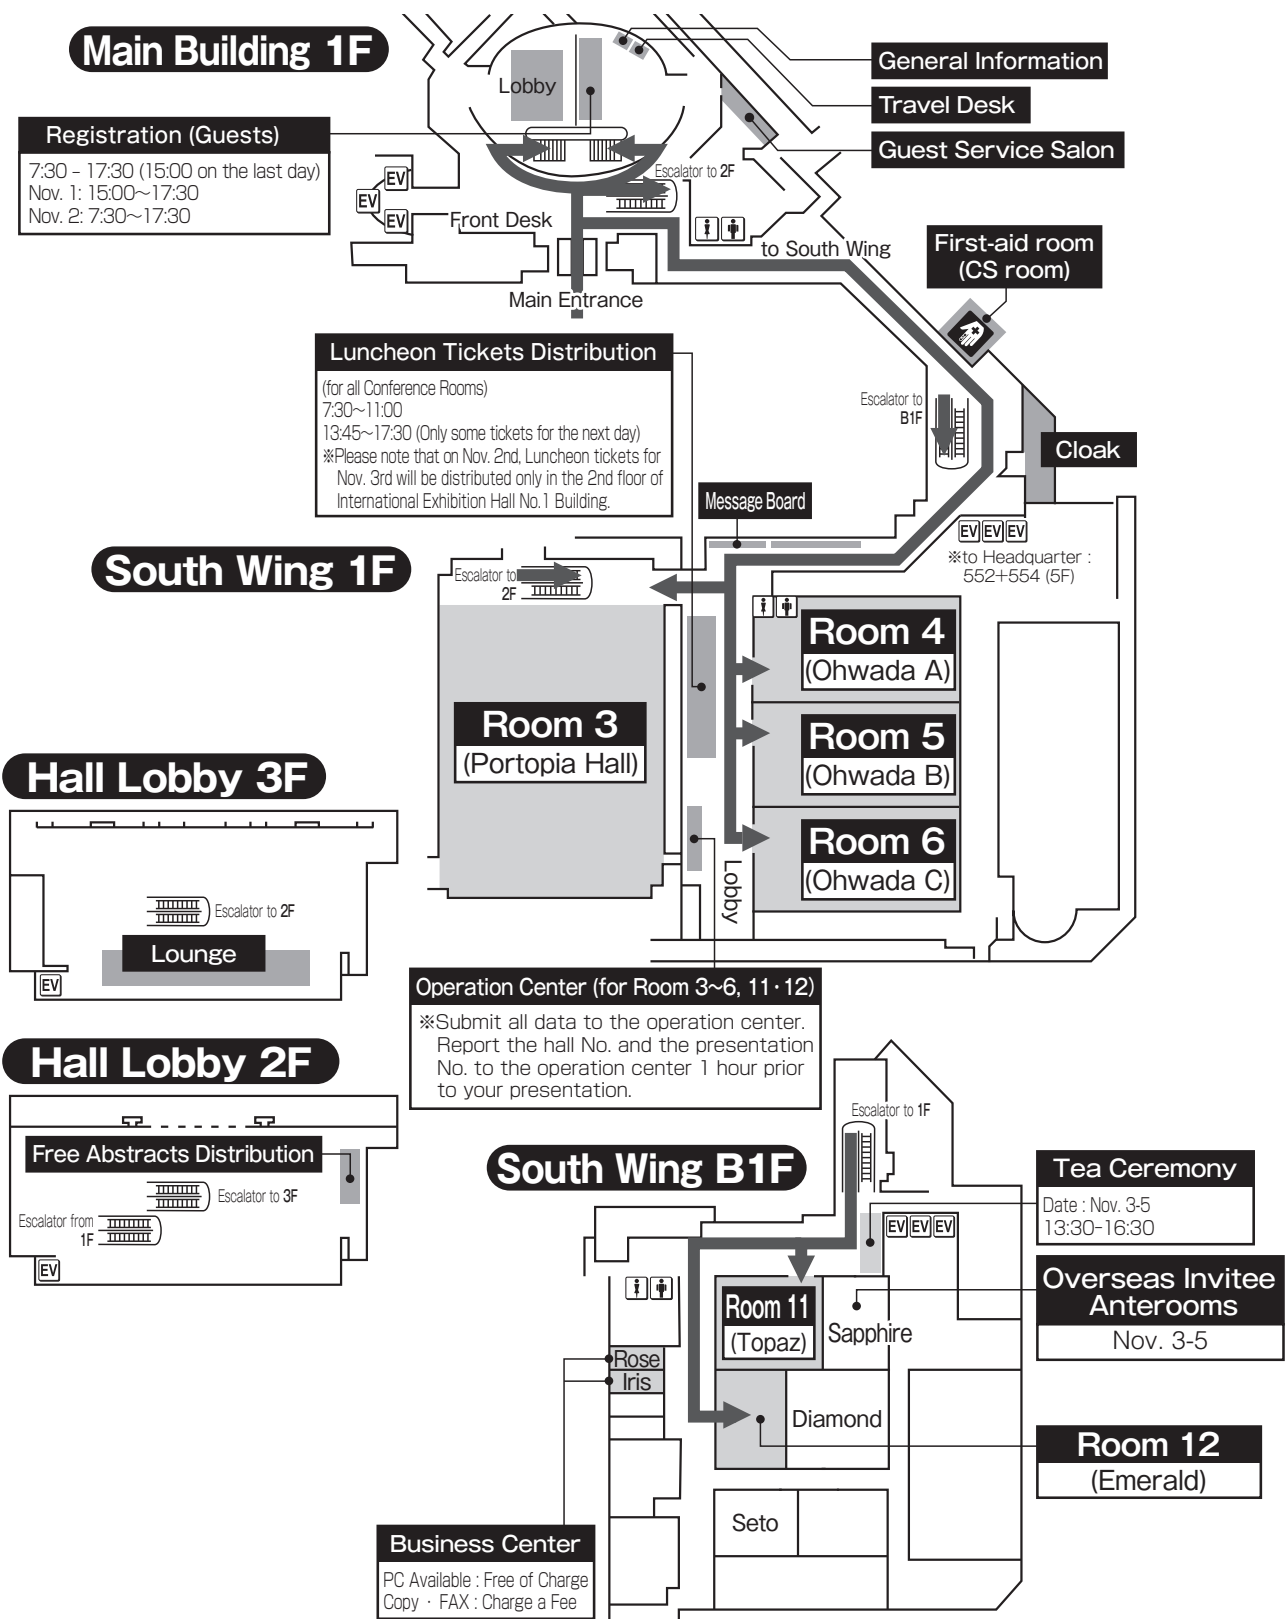 Main Building 1F
General Information
Lobby
Travel Desk
Registration (Guests)
7:30 – 17:30 (15:00 on the last day)
Nov. 1: 15:00～17:30
Nov. 2: 7:30～17:30
Guest Service Salon
Escalator to 2F
EV
EV
EV
Front Desk
to South Wing
First-aid room
(CS room)
Main Entrance
Luncheon Tickets Distribution
(for all Conference Rooms)
7:30～11:00
13:45～17:30 (Only some tickets for the next day)
※Please note that on Nov. 2nd, Luncheon tickets for
Nov. 3rd will be distributed only in the 2nd floor of
International Exhibition Hall No.1 Building.
Escalator to
B1F
Cloak
Message Board
EV EV EV
※to Headquarter :
552+554 (5F)
South Wing 1F
Escalator to
2F
Room 4
(Ohwada A)
Room 3
(Portopia Hall)
Room 5
(Ohwada B)
Room 6
(Ohwada C)
Lobby
Hall Lobby 3F
Escalator to 2F
Lounge
EV
Operation Center (for Room 3~6, 11･12)
※Submit all data to the operation center.
Report the hall No. and the presentation
No. to the operation center 1 hour prior
to your presentation.
Hall Lobby 2F
Free Abstracts Distribution
Escalator to 3F
Escalator from
1F
EV
South Wing B1F
Escalator to 1F
Tea Ceremony
Date : Nov. 3-5
13:30-16:30
EV EV EV
Overseas Invitee
Anterooms
Nov. 3-5
Room 11
(Topaz)
Sapphire
Rose
Iris
Diamond
Room 12
(Emerald)
Seto
Business Center
PC Available : Free of Charge
Copy · FAX : Charge a Fee